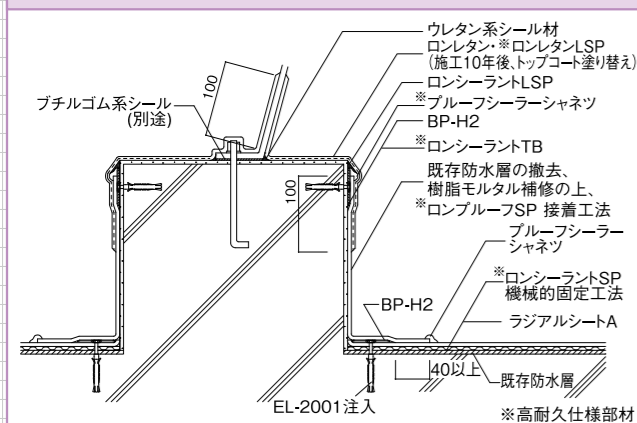 ウレタン系シール材
ロンレタン・※ロンレタンLSP
(施工10年後、トップコート塗り替え)
ロンシーラントLSP
※プルーフシーラーシャネツ
BP-H2
※ロンシーラントTB
既存防水層の撤去、
樹脂モルタル補修の上、
※ロンプルーフSP 接着工法
プルーフシーラー
シャネツ
※ロンシーラントSP
機械的固定工法
ラジアルシートA
既存防水層
※高耐久仕様部材
100
ブチルゴム系シール
(別途)
100
BP-H2
40以上
EL-2001注入